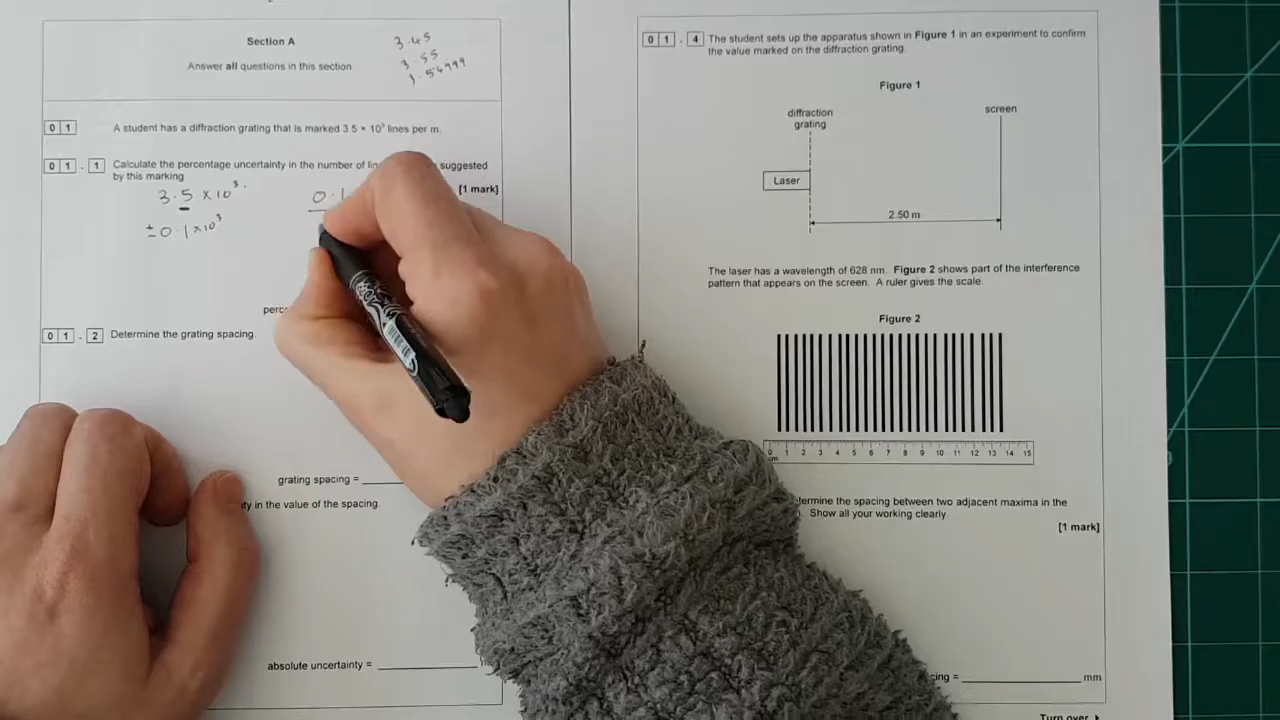 Section A
Answer all questions in this section
3.45
3.55
3.54999
0 1 A student has a diffraction grating that is marked 3.5 × 10³ lines per m.
0 1 . 1 Calculate the percentage uncertainty in the number of suggested
by this marking
[1 mark]
3.5 × 10³.
± 0.1 × 10³
0.1
0 1 . 2 Determine the grating spacing.
grating spacing =
in the value of the spacing.
absolute uncertainty =
0 1 . 4 The student sets up the apparatus shown in Figure 1 in an experiment to confirm
the value marked on the diffraction grating.
Figure 1
diffraction
grating
screen
Laser
2.50 m
The laser has a wavelength of 628 nm. Figure 2 shows part of the interference
pattern that appears on the screen. A ruler gives the scale.
Figure 2
0 1 2 3 4 5 6 7 8 9 10 11 12 13 14 15
cm
the spacing between two adjacent maxima in the
Show all your working clearly.
[1 mark]
= mm
Turn over